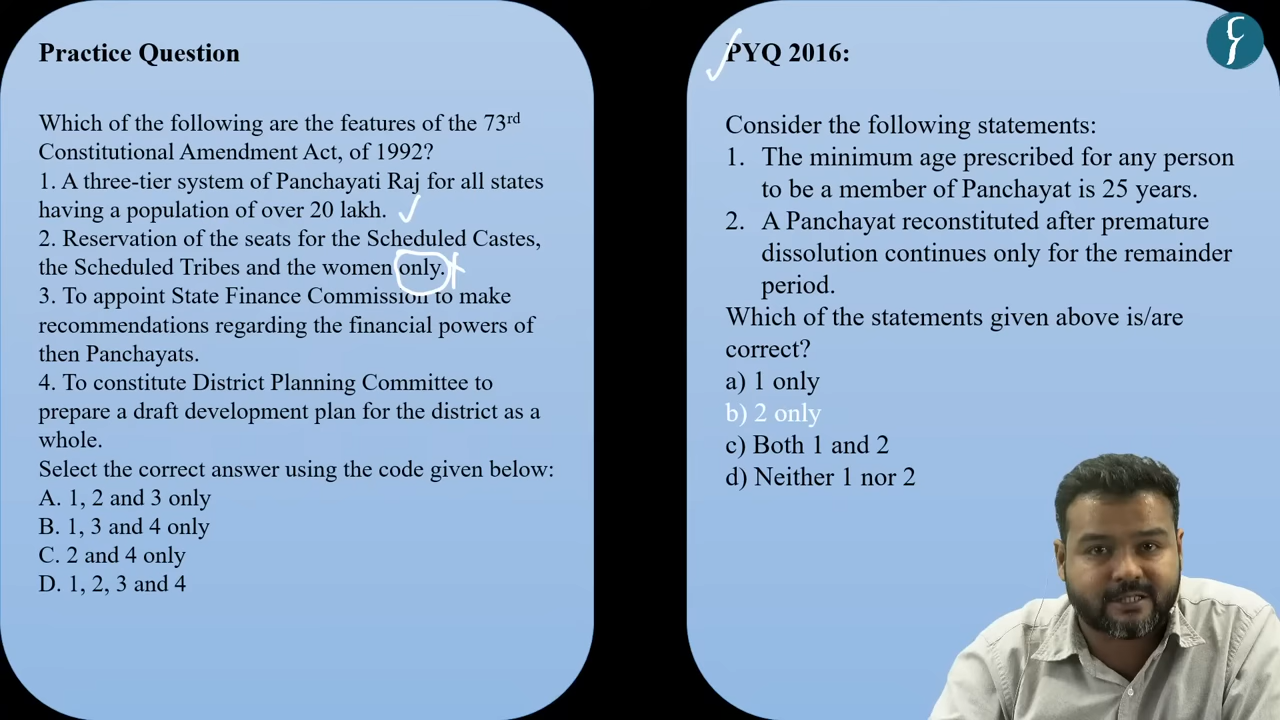 Practice Question
Which of the following are the features of the 73rd
Constitutional Amendment Act, of 1992?
1. A three-tier system of Panchayati Raj for all states
having a population of over 20 lakh.
2. Reservation of the seats for the Scheduled Castes,
the Scheduled Tribes and the women only.
3. To appoint State Finance Commission to make
recommendations regarding the financial powers of
then Panchayats.
4. To constitute District Planning Committee to
prepare a draft development plan for the district as a
whole.
Select the correct answer using the code given below:
A. 1, 2 and 3 only
B. 1, 3 and 4 only
C. 2 and 4 only
D. 1, 2, 3 and 4
PYQ 2016:
Consider the following statements:
1. The minimum age prescribed for any person
to be a member of Panchayat is 25 years.
2. A Panchayat reconstituted after premature
dissolution continues only for the remainder
period.
Which of the statements given above is/are
correct?
a) 1 only
b) 2 only
c) Both 1 and 2
d) Neither 1 nor 2